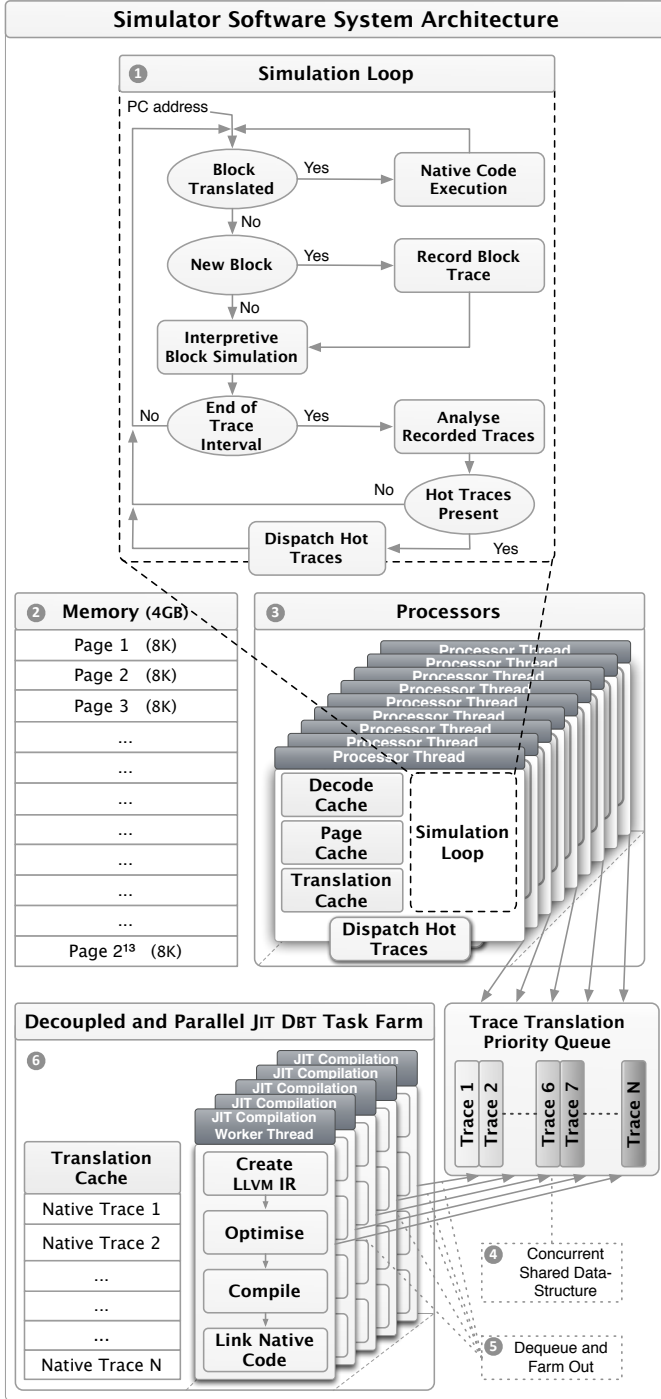 Simulator Software System Architecture
1 Simulation Loop
PC address
Block
Translated
Yes
Native Code
Execution
No
New Block
Yes
Record Block
Trace
No
Interpretive
Block Simulation
No
End of
Trace
Interval
Yes
Analyse
Recorded Traces
No
Hot Traces
Present
Dispatch Hot
Traces
Yes
2 Memory (4GB)
Page 1 (8K)
Page 2 (8K)
Page 3 (8K)
...
...
...
...
...
...
...
Page 2¹³ (8K)
3 Processors
Processor Thread
Processor Thread
Processor Thread
Processor Thread
Processor Thread
Processor Thread
Processor Thread
Processor Thread
Processor Thread
Decode
Cache
Page
Cache
Translation
Cache
Simulation
Loop
Dispatch Hot
Traces
Decoupled and Parallel JIT DBT Task Farm
6
JIT Compilation
JIT Compilation
JIT Compilation
JIT Compilation
JIT Compilation
Worker Thread
Translation
Cache
Native Trace 1
Native Trace 2
...
...
...
Native Trace N
Create
LLVM IR
Optimise
Compile
Link Native
Code
Trace Translation
Priority Queue
Trace 1
Trace 2
Trace 6
Trace 7
Trace N
4 Concurrent
Shared Data-
Structure
5 Dequeue and
Farm Out